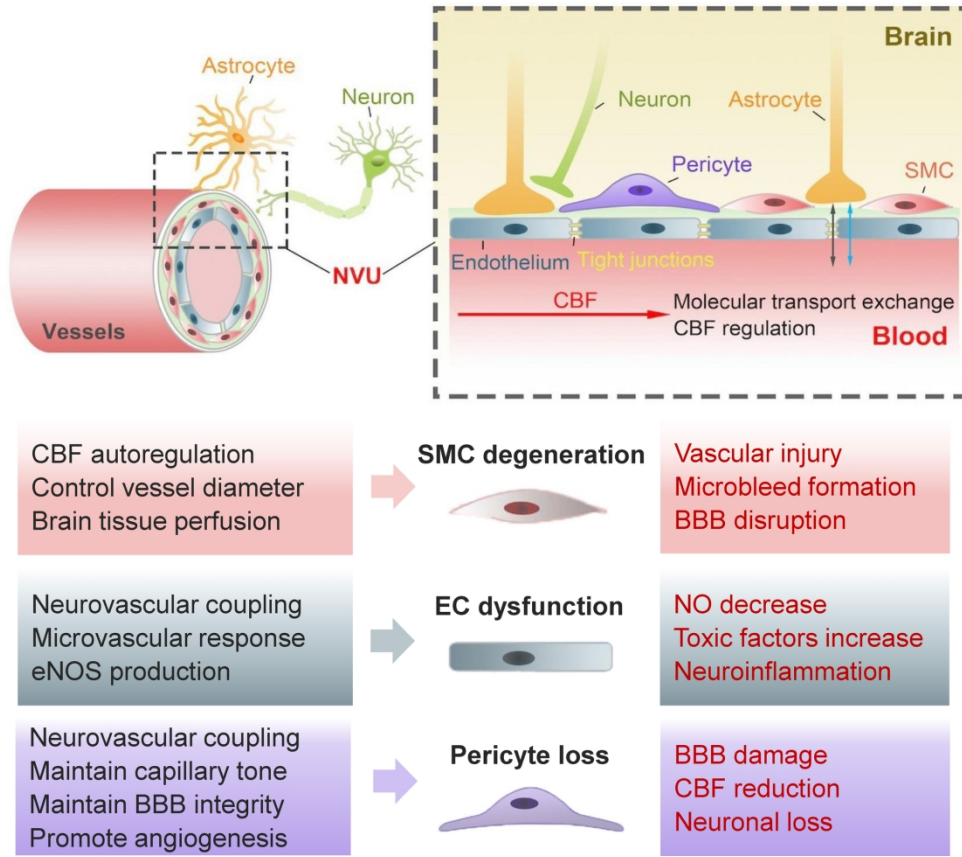 Astrocyte
Neuron
Vessels
NVU
Brain
Neuron
Astrocyte
Pericyte
SMC
Endothelium
Tight junctions
CBF
Molecular transport exchange
CBF regulation
Blood
CBF autoregulation
Control vessel diameter
Brain tissue perfusion
SMC degeneration
Vascular injury
Microbleed formation
BBB disruption
Neurovascular coupling
Microvascular response
eNOS production
EC dysfunction
NO decrease
Toxic factors increase
Neuroinflammation
Neurovascular coupling
Maintain capillary tone
Maintain BBB integrity
Promote angiogenesis
Pericyte loss
BBB damage
CBF reduction
Neuronal loss